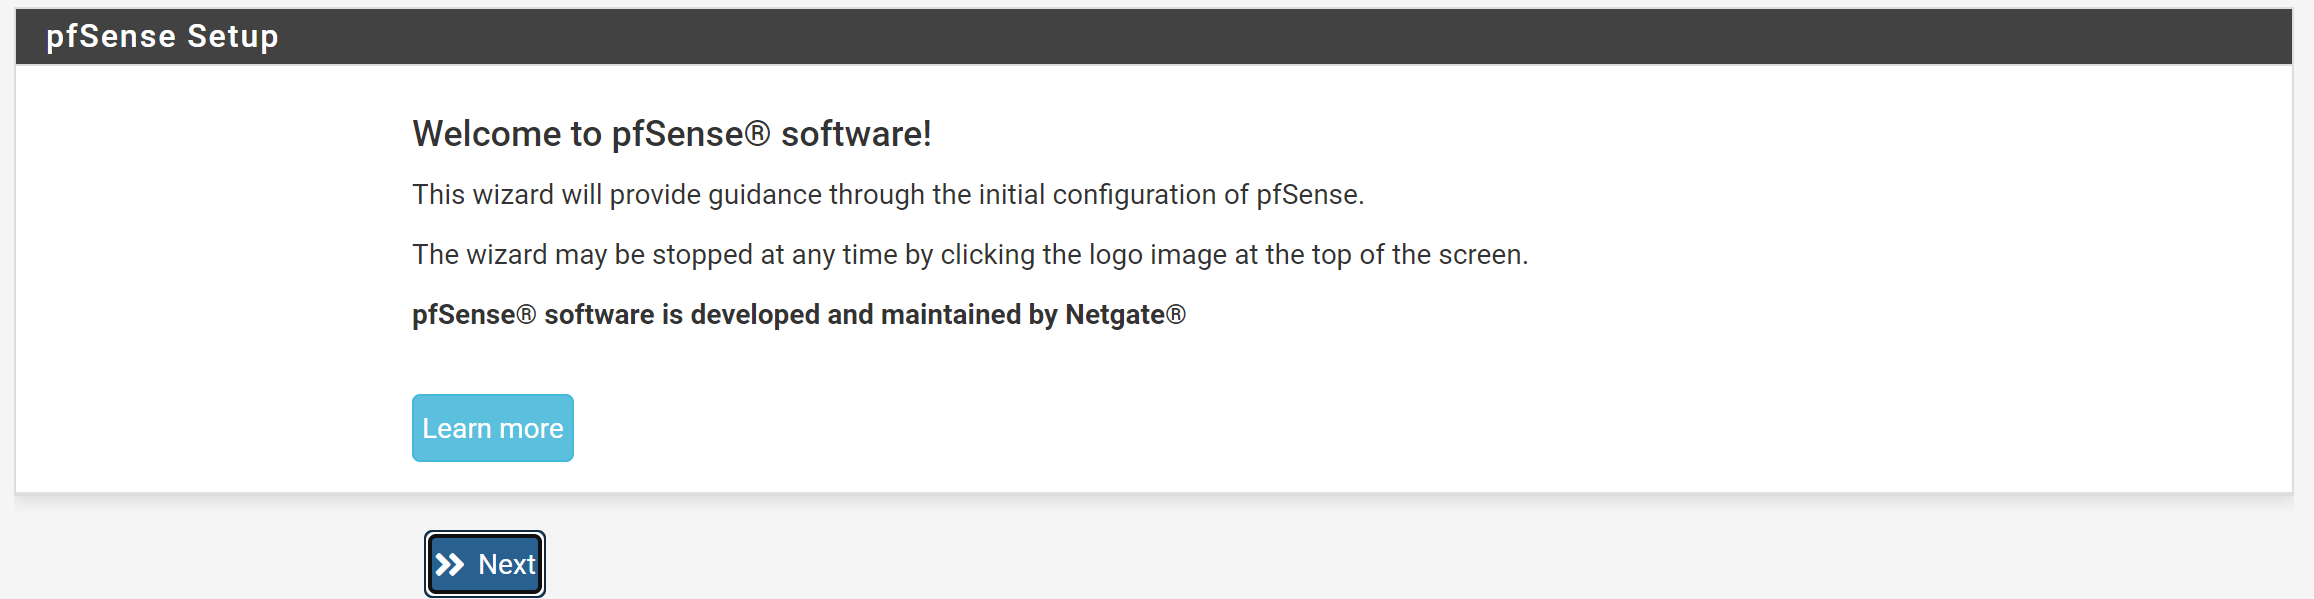 pfSense Setup
Welcome to pfSense® software!
This wizard will provide guidance through the initial configuration of pfSense.
The wizard may be stopped at any time by clicking the logo image at the top of the screen.
pfSense® software is developed and maintained by Netgate®
Learn more
Next